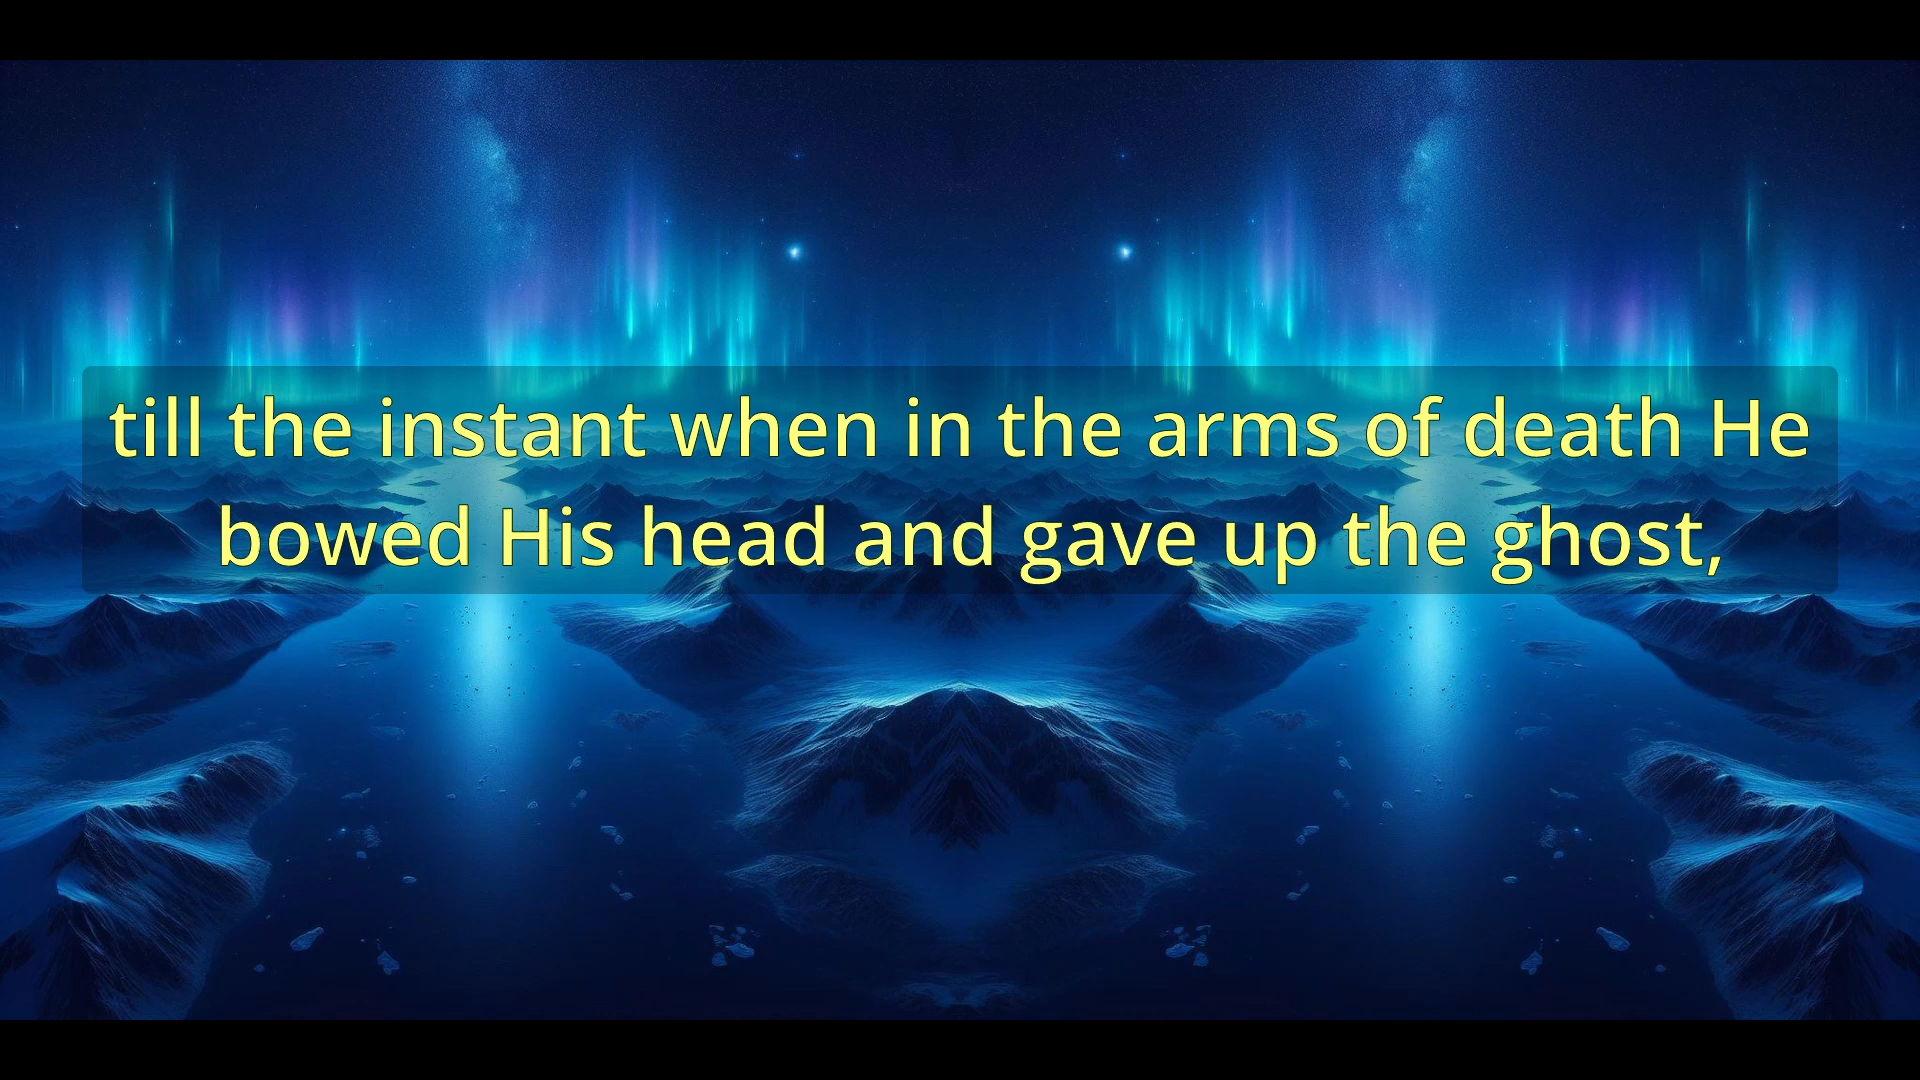 till the instant when in the arms of death He
bowed His head and gave up the ghost,